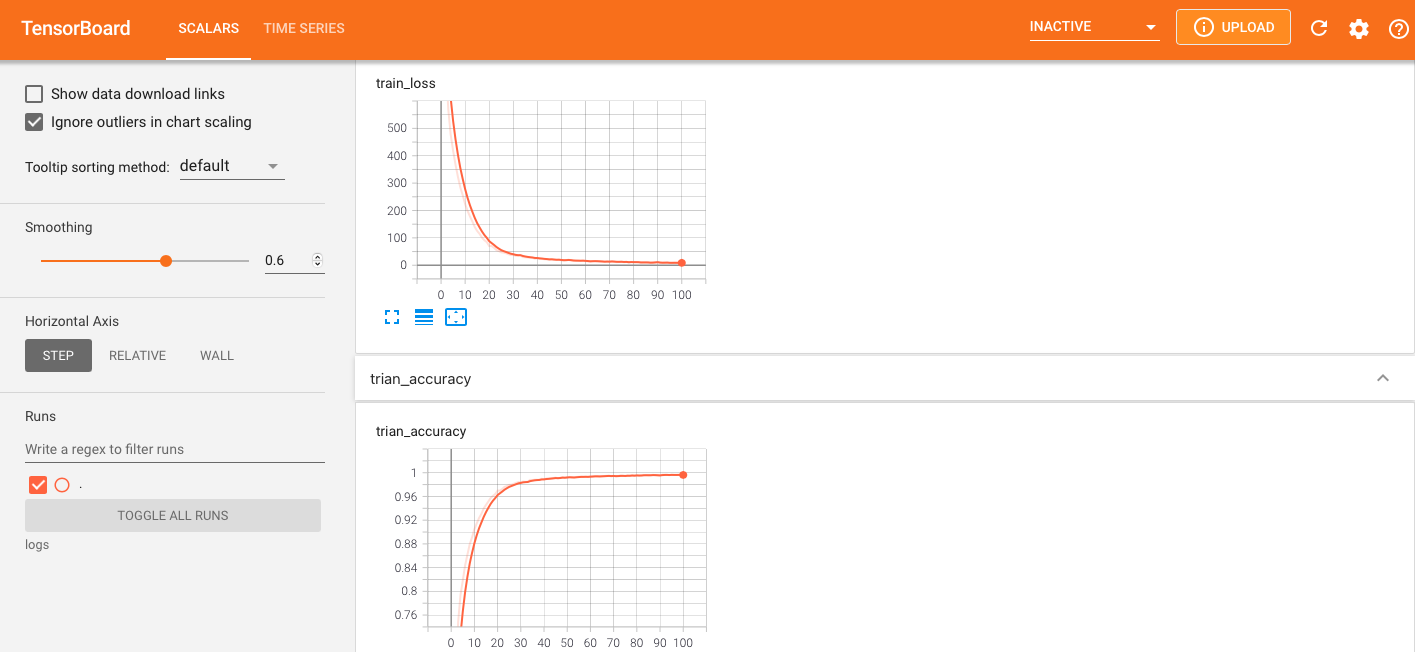 TensorBoard SCALARS TIME SERIES INACTIVE UPLOAD
Show data download links
Ignore outliers in chart scaling
Tooltip sorting method: default
Smoothing
0.6
Horizontal Axis
STEP RELATIVE WALL
Runs
Write a regex to filter runs
.
TOGGLE ALL RUNS
logs
train_loss
500
400
300
200
100
0
0 10 20 30 40 50 60 70 80 90 100
trian_accuracy
trian_accuracy
1
0.96
0.92
0.88
0.84
0.8
0.76
0 10 20 30 40 50 60 70 80 90 100